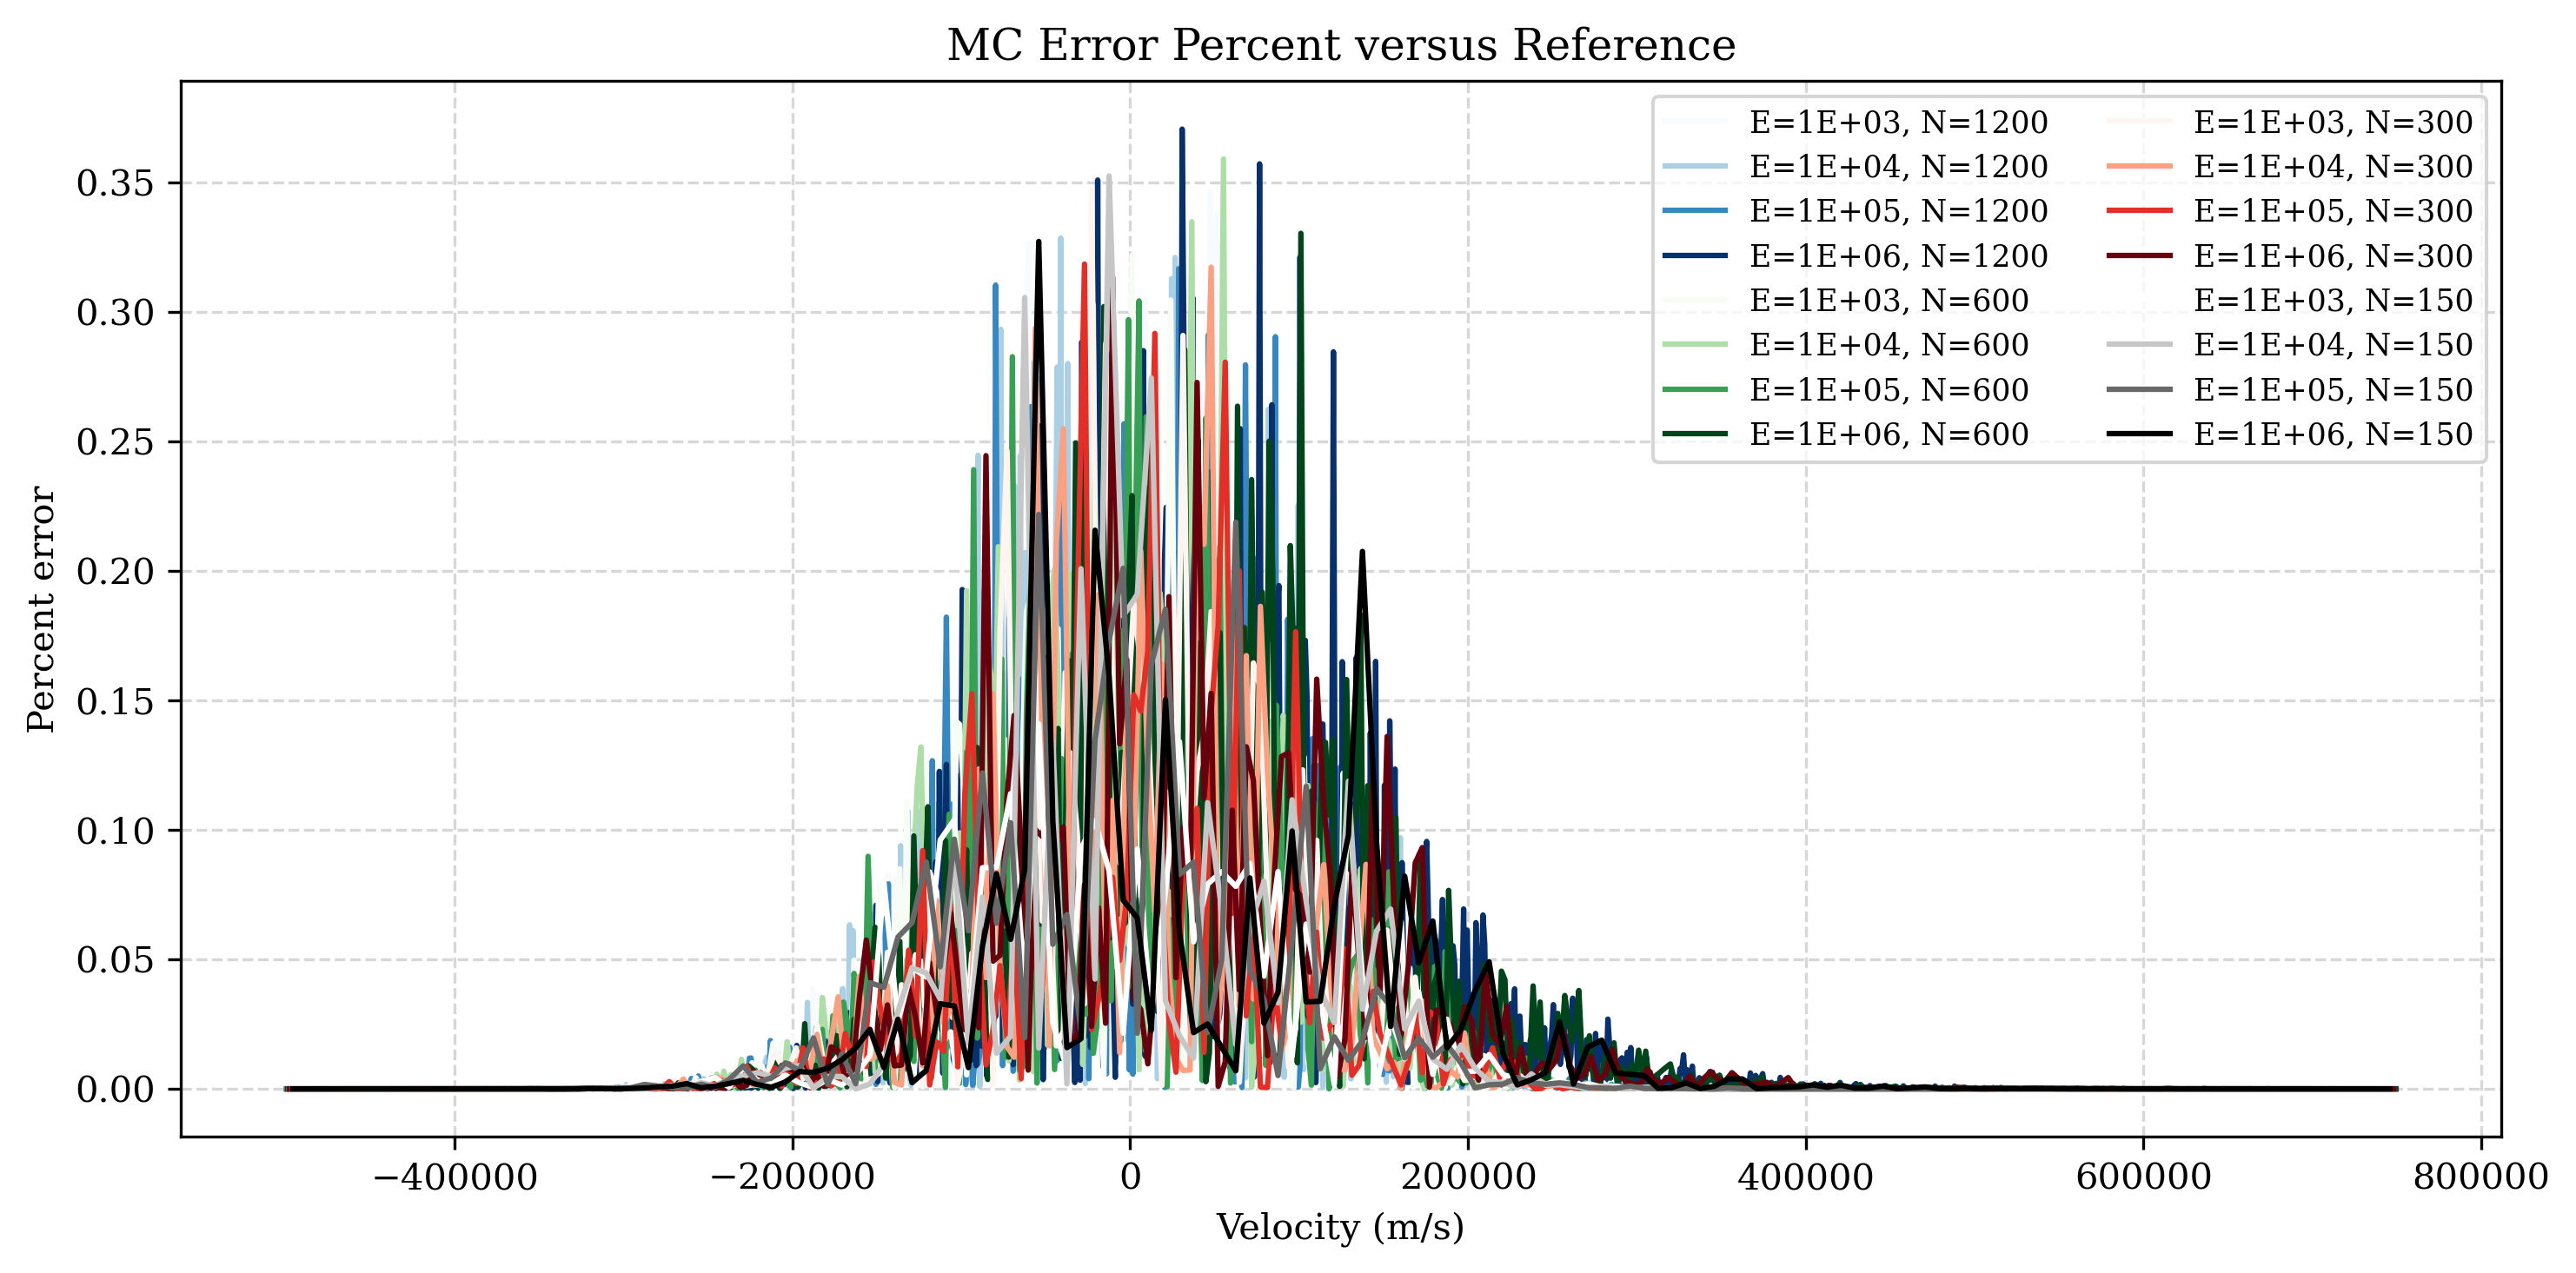 MC Error Percent versus Reference
Percent error
0.35
0.30
0.25
0.20
0.15
0.10
0.05
0.00
E=1E+03, N=1200
E=1E+04, N=1200
E=1E+05, N=1200
E=1E+06, N=1200
E=1E+03, N=600
E=1E+04, N=600
E=1E+05, N=600
E=1E+06, N=600
E=1E+03, N=300
E=1E+04, N=300
E=1E+05, N=300
E=1E+06, N=300
E=1E+03, N=150
E=1E+04, N=150
E=1E+05, N=150
E=1E+06, N=150
−400000 −200000 0 200000 400000 600000 800000
Velocity (m/s)